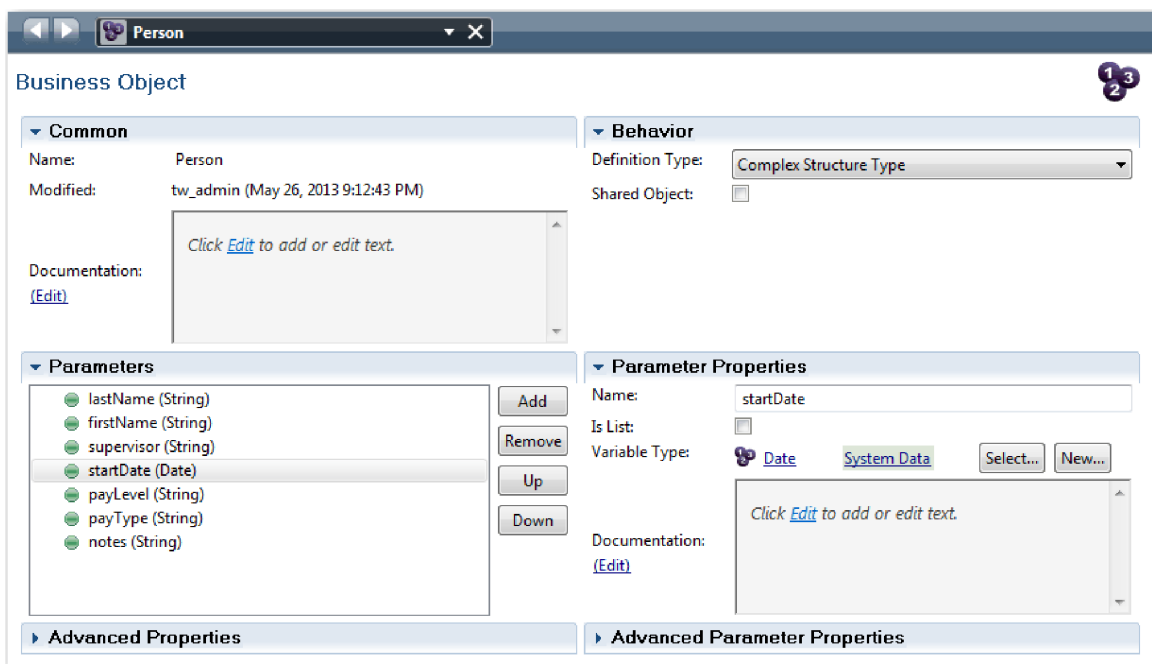 Person
Business Object
1 2 3
Common
Name: Person
Modified: tw_admin (May 26, 2013 9:12:43 PM)
Click Edit to add or edit text.
Documentation:
(Edit)
Behavior
Definition Type: Complex Structure Type
Shared Object:
Parameters
lastName (String)
firstName (String)
supervisor (String)
startDate (Date)
payLevel (String)
payType (String)
notes (String)
Add
Remove
Up
Down
Parameter Properties
Name: startDate
Is List:
Variable Type: Date System Data Select... New...
Click Edit to add or edit text.
Documentation:
(Edit)
Advanced Properties
Advanced Parameter Properties